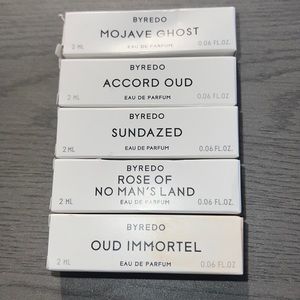 BYREDO
MOJAVE GHOST
2 ML EAU DE PARFUM 0.06 FL.OZ.
BYREDO
ACCORD OUD
2 ML EAU DE PARFUM 0.06 FL.OZ.
BYREDO
SUNDAZED
2 ML EAU DE PARFUM 0.06 FL.OZ.
BYREDO
ROSE OF
NO MAN'S LAND
2 ML EAU DE PARFUM 0.06 FL.OZ.
BYREDO
OUD IMMORTEL
2 ML EAU DE PARFUM 0.06 FL.OZ.